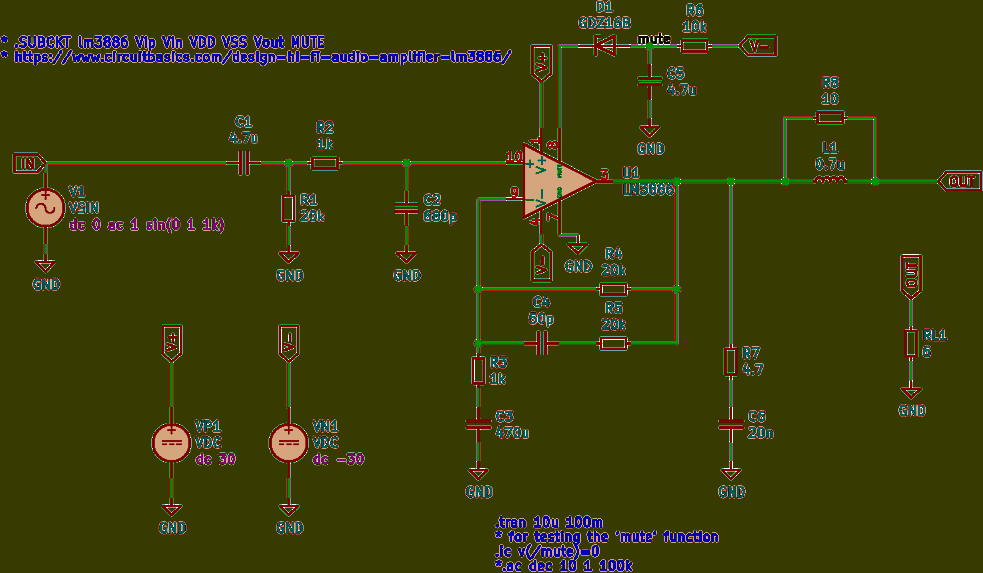 * .SUBCKT lm3886 Vip Vin VDD VSS Vout MUTE
* https://www.circuitbasics.com/design-hi-fi-audio-amplifier-lm3886/
D1
GDZ16B
mute
R6
10k
V-
C5
4.7u
GND
V+
R8
10
L1
0.7u
C1
4.7u
R2
1k
IN
V1
VSIN
dc 0 ac 1 sin(0 1 1k)
GND
R1
20k
GND
C2
680p
GND
10
9
1
8
4
7
3
V+
V-
U1
LM3886
OUT
V-
GND
R4
20k
C4
50p
R5
20k
R3
1k
C3
470u
GND
R7
4.7
C6
20n
GND
OUT
RL1
GND
V+
VP1
VDC
dc 30
GND
V-
VN1
VDC
dc -30
GND
.tran 10u 100m
* for testing the 'mute' function
.ic v(/mute)=0
*.ac dec 10 1 100k